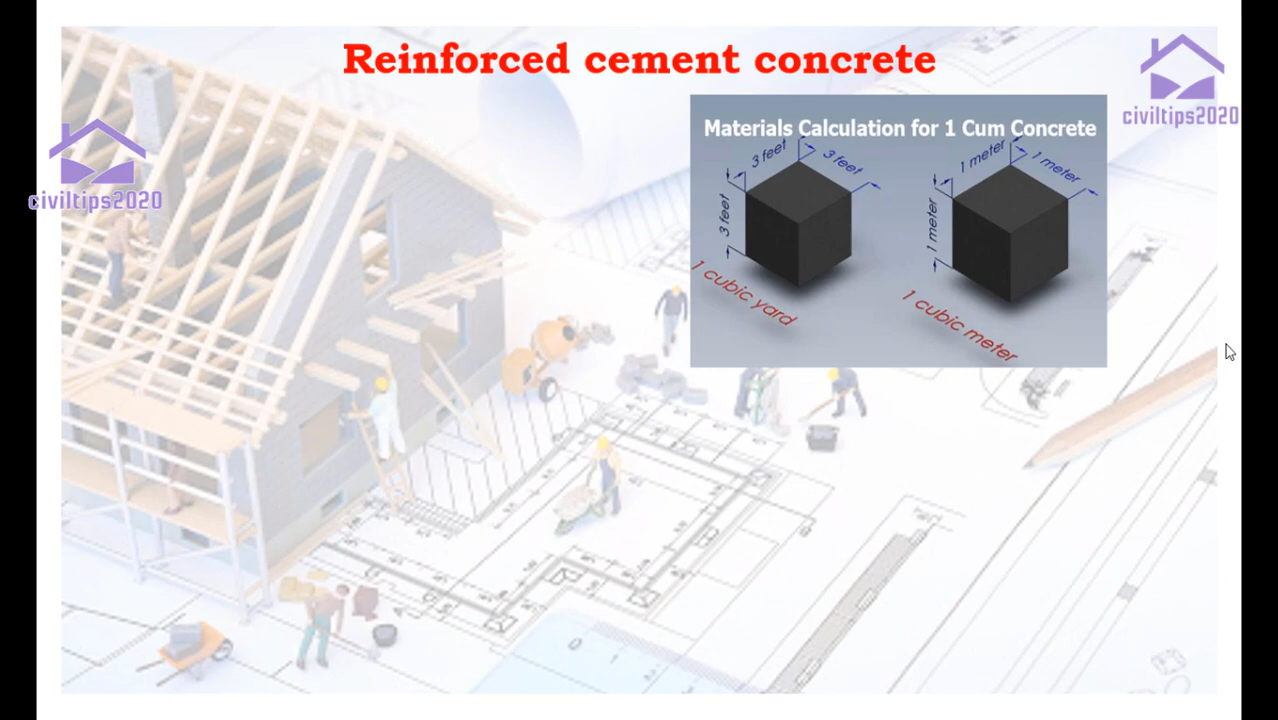 Reinforced cement concrete
civiltips2020
civiltips2020
Materials Calculation for 1 Cum Concrete
3 feet
3 feet
3 feet
1 cubic yard
1 meter
1 meter
1 meter
1 cubic meter